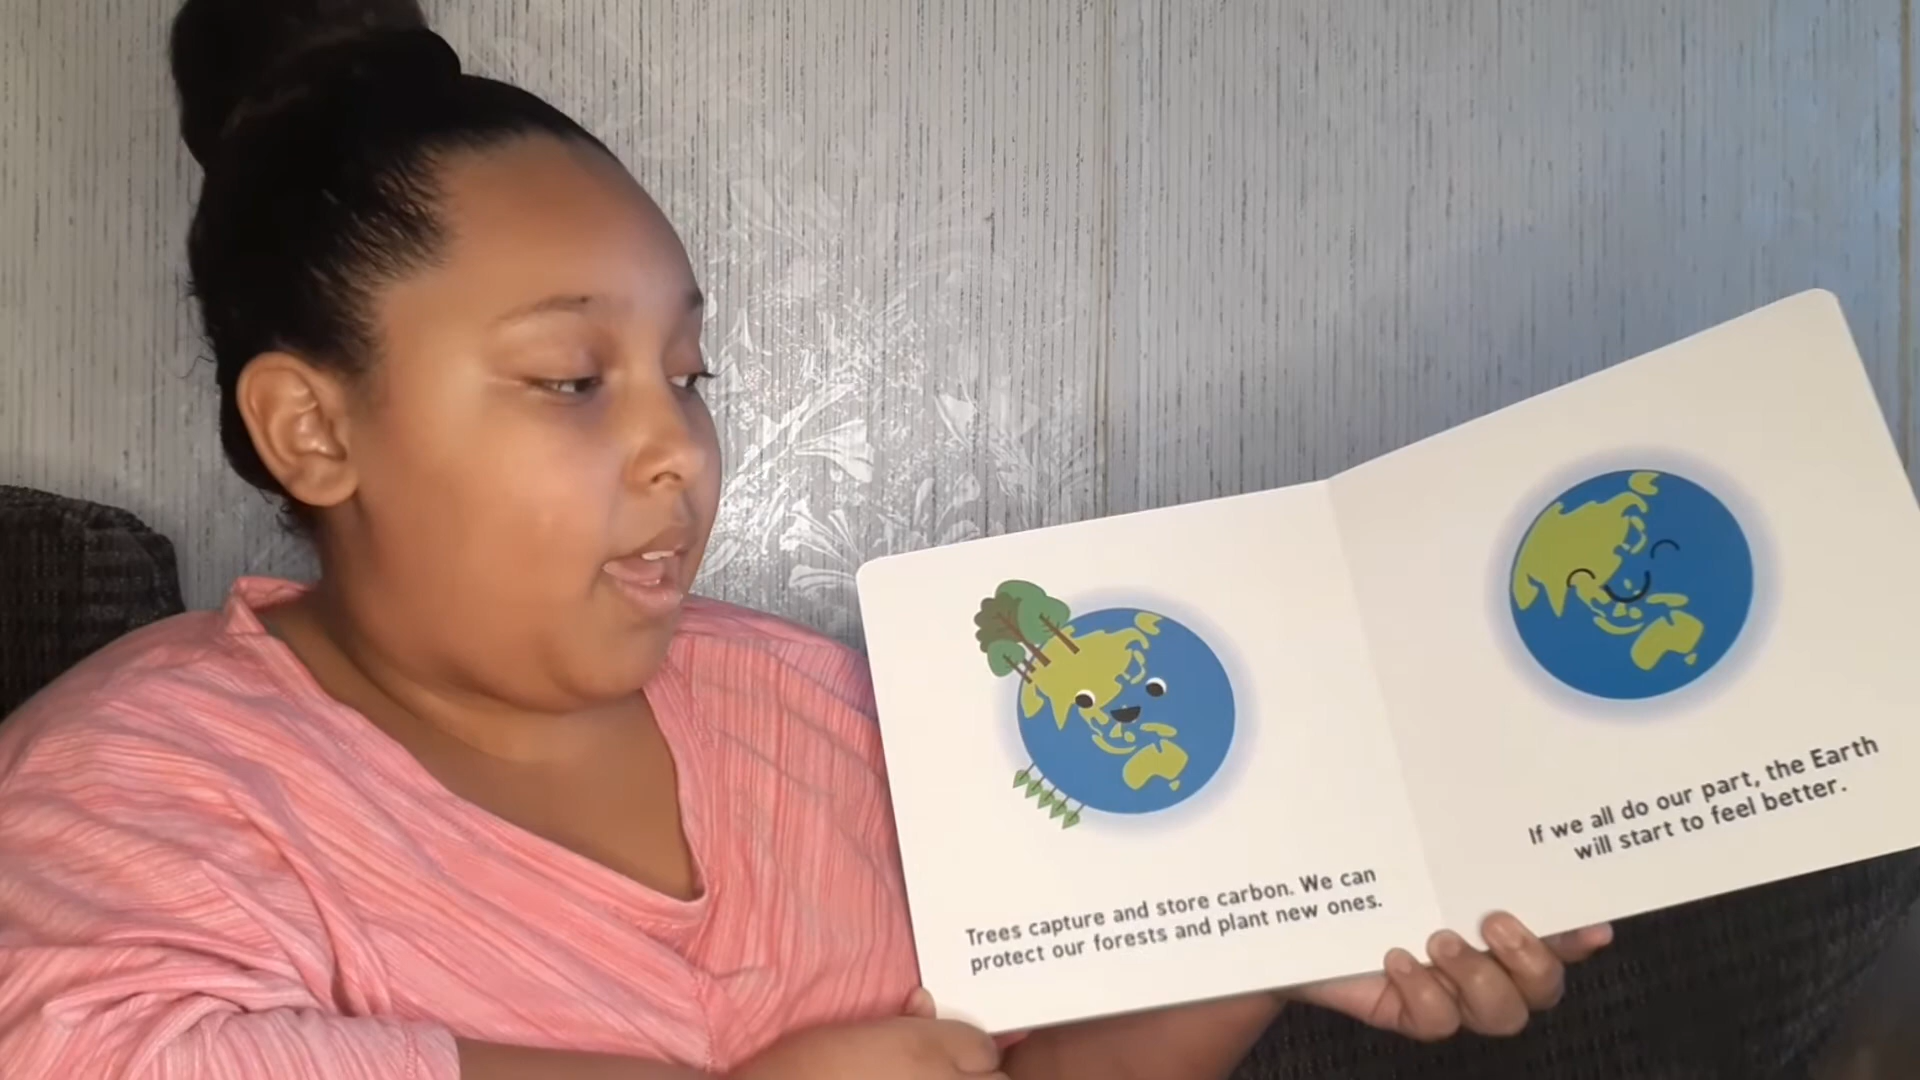 Trees capture and store carbon. We can
protect our forests and plant new ones.
If we all do our part, the Earth
will start to feel better.